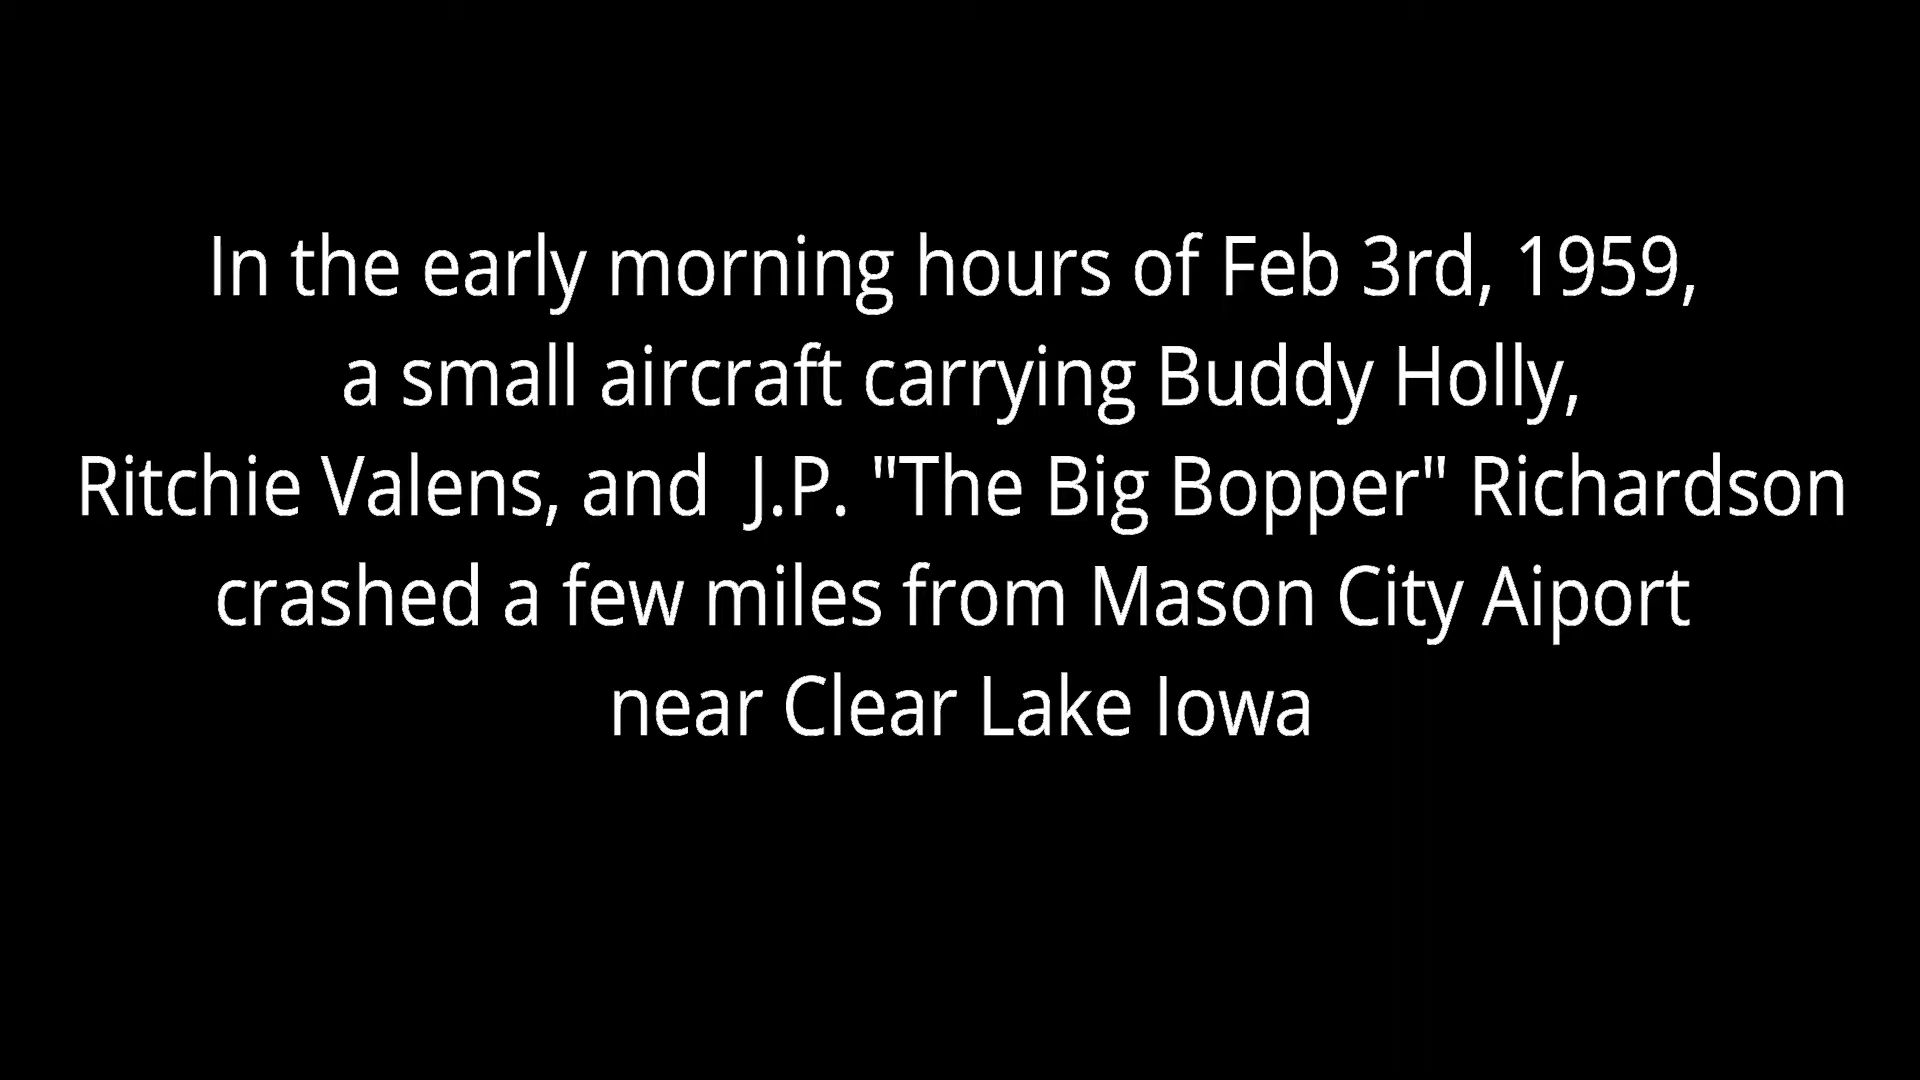 In the early morning hours of Feb 3rd, 1959,
a small aircraft carrying Buddy Holly,
Ritchie Valens, and  J.P. "The Big Bopper" Richardson
crashed a few miles from Mason City Aiport
near Clear Lake Iowa